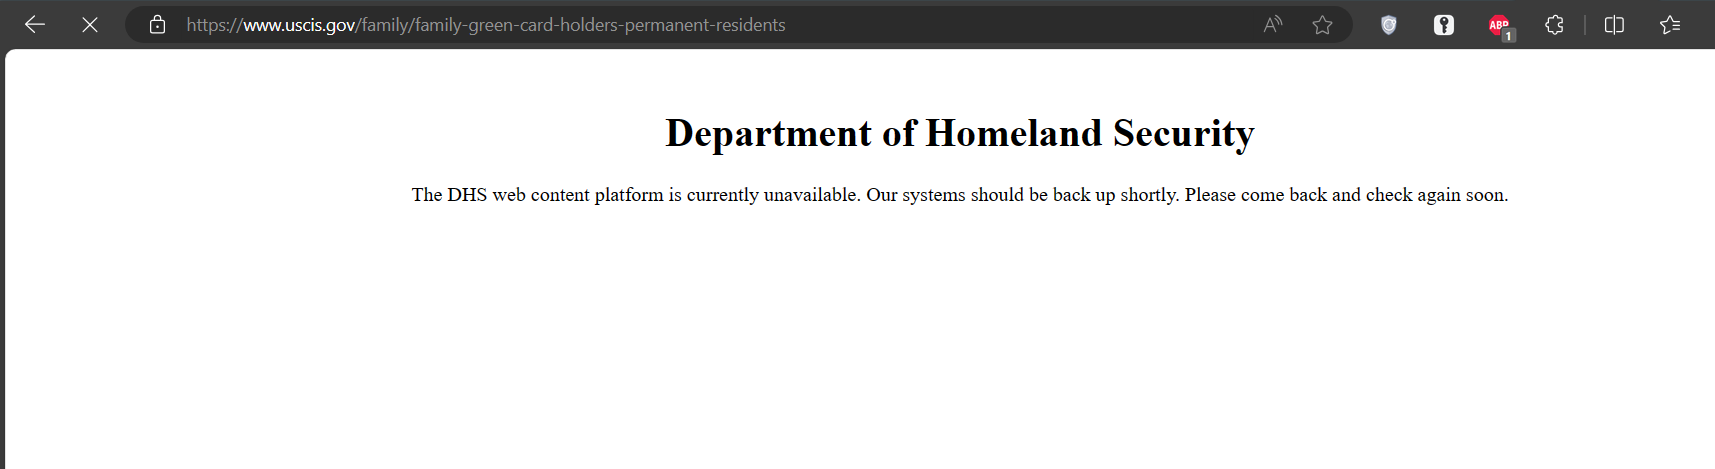 https://www.uscis.gov/family/family-green-card-holders-permanent-residents
A
ABP
1
Department of Homeland Security
The DHS web content platform is currently unavailable. Our systems should be back up shortly. Please come back and check again soon.